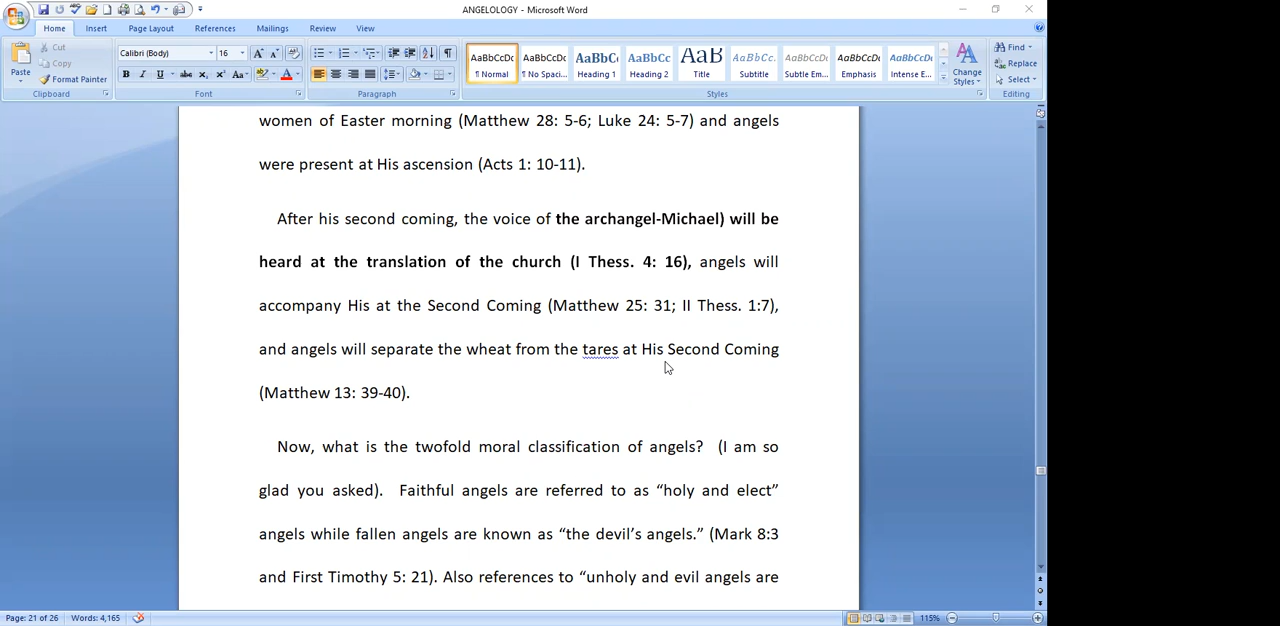 ANGELOLOGY - Microsoft Word
Home Insert Page Layout References Mailings Review View
Paste
Cut
Copy
Format Painter
Clipboard
Calibri (Body) 16
Font
Paragraph
AaBbCcDc AaBbCcDc AaBbC AaBbCc AaB AaBbCc. AaBbCcDc AaBbCcDc AaBbCcDc
¶ Normal ¶ No Spaci... Heading 1 Heading 2 Title Subtitle Subtle Em... Emphasis Intense E...
Styles
Change
Styles
Find
Replace
Select
Editing
women of Easter morning (Matthew 28: 5-6; Luke 24: 5-7) and angels
were present at His ascension (Acts 1: 10-11).
After his second coming, the voice of the archangel-Michael) will be
heard at the translation of the church (I Thess. 4: 16), angels will
accompany His at the Second Coming (Matthew 25: 31; II Thess. 1:7),
and angels will separate the wheat from the tares at His Second Coming
(Matthew 13: 39-40).
Now, what is the twofold moral classification of angels? (I am so
glad you asked). Faithful angels are referred to as “holy and elect”
angels while fallen angels are known as “the devil’s angels.” (Mark 8:3
and First Timothy 5: 21). Also references to “unholy and evil angels are
Page: 21 of 26 Words: 4,165 115%